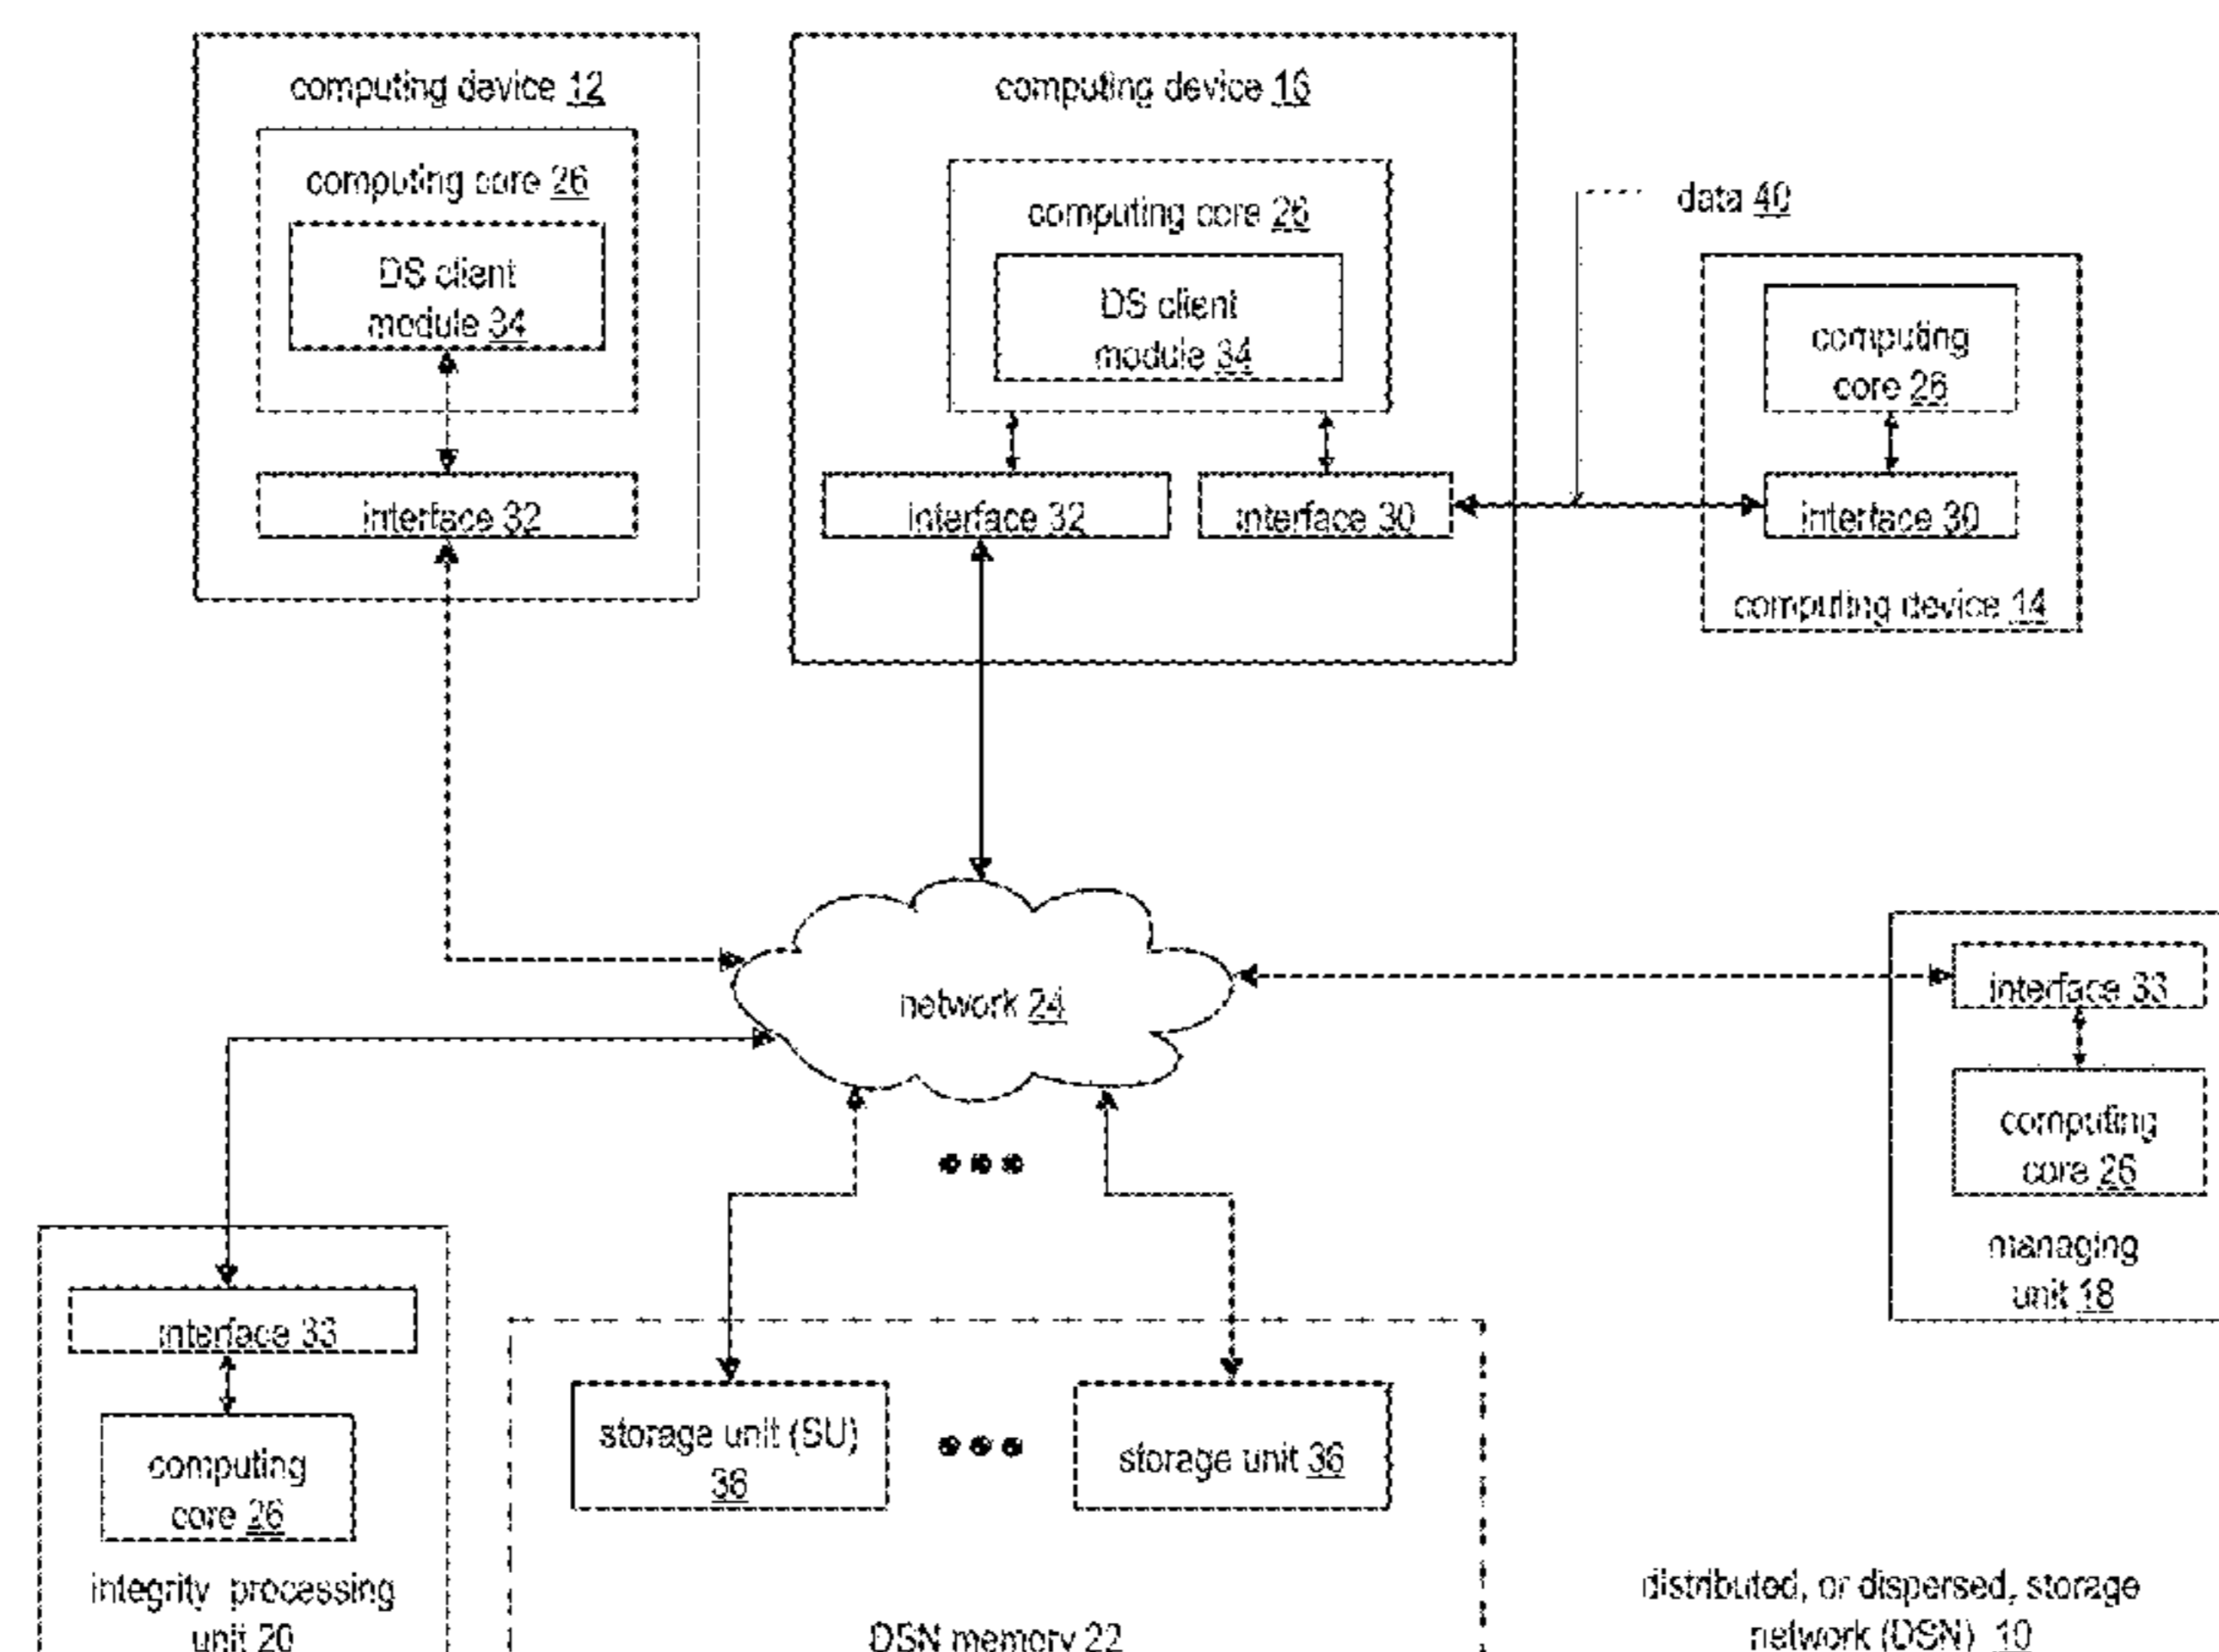 computing device 12
computing core 26
DS client
module 34
interface 32
computing device 16
computing core 26
DS client
module 34
interface 32
interface 30
data 40
computing
core 26
interface 30
computing device 14
network 24
interface 33
computing
core 26
managing
unit 18
interface 33
computing
core 26
integrity processing
unit 20
storage unit (SU)
36
storage unit 36
DSN memory 22
distributed, or dispersed, storage
network (DSN) 10